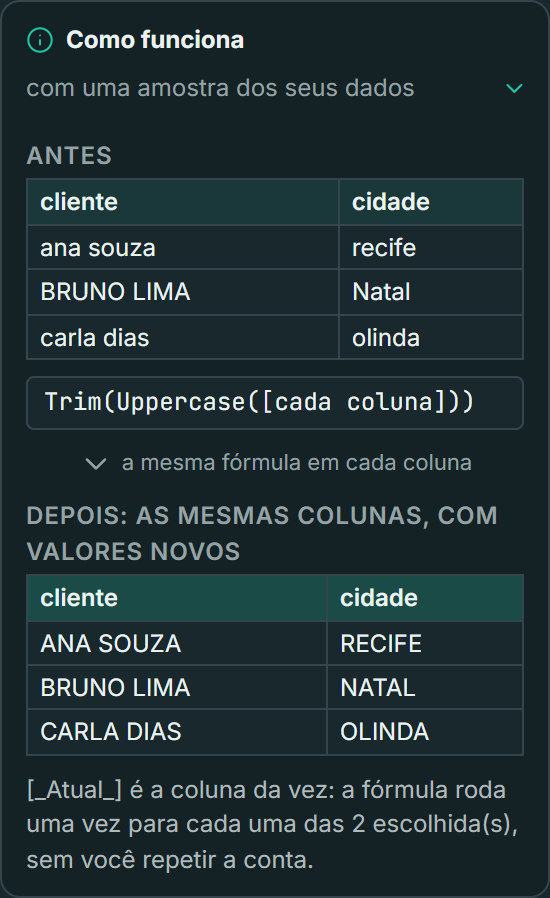 Como funciona
com uma amostra dos seus dados
ANTES
cliente cidade
ana souza recife
BRUNO LIMA Natal
carla dias olinda
Trim(Uppercase([cada coluna]))
a mesma fórmula em cada coluna
DEPOIS: AS MESMAS COLUNAS, COM
VALORES NOVOS
cliente cidade
ANA SOUZA RECIFE
BRUNO LIMA NATAL
CARLA DIAS OLINDA
[_Atual_] é a coluna da vez: a fórmula roda
uma vez para cada uma das 2 escolhida(s),
sem você repetir a conta.